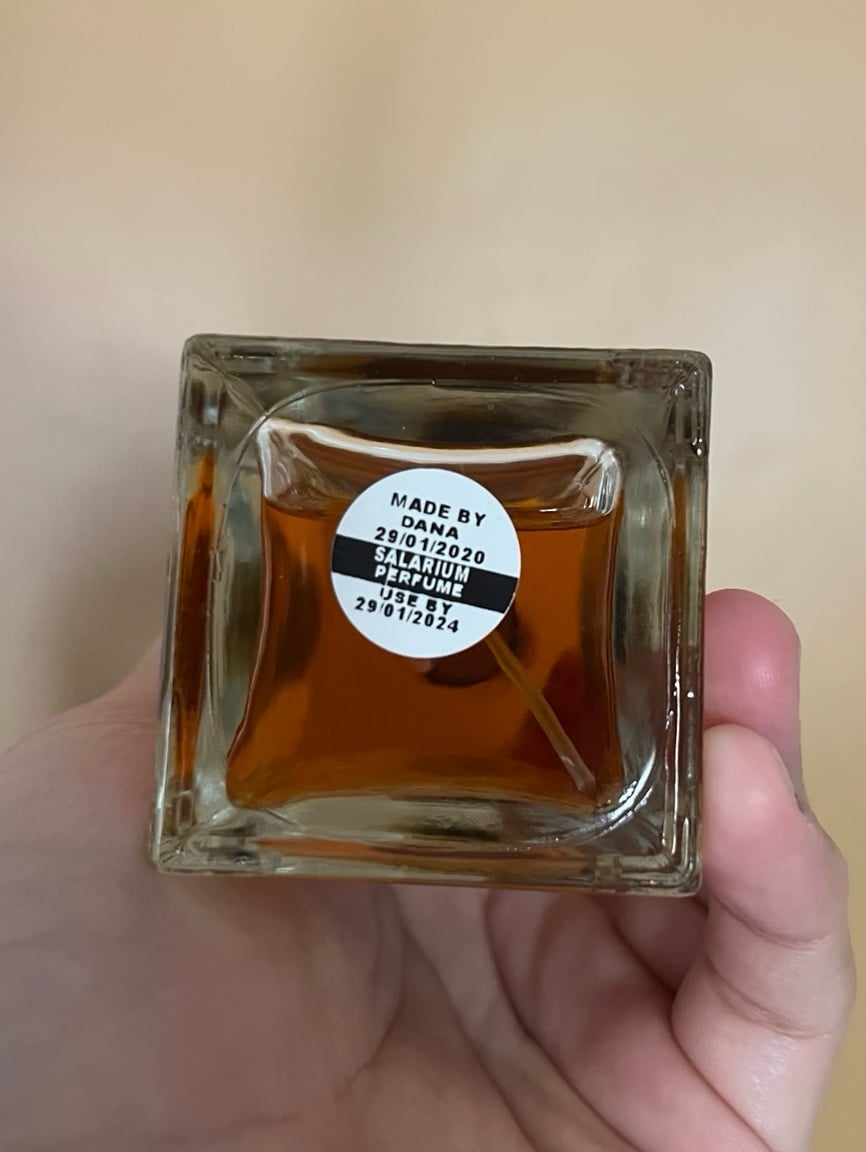 MADE BY
DANA
29/01/2020
SALARIUM
PERFUME
USE BY
29/01/2024